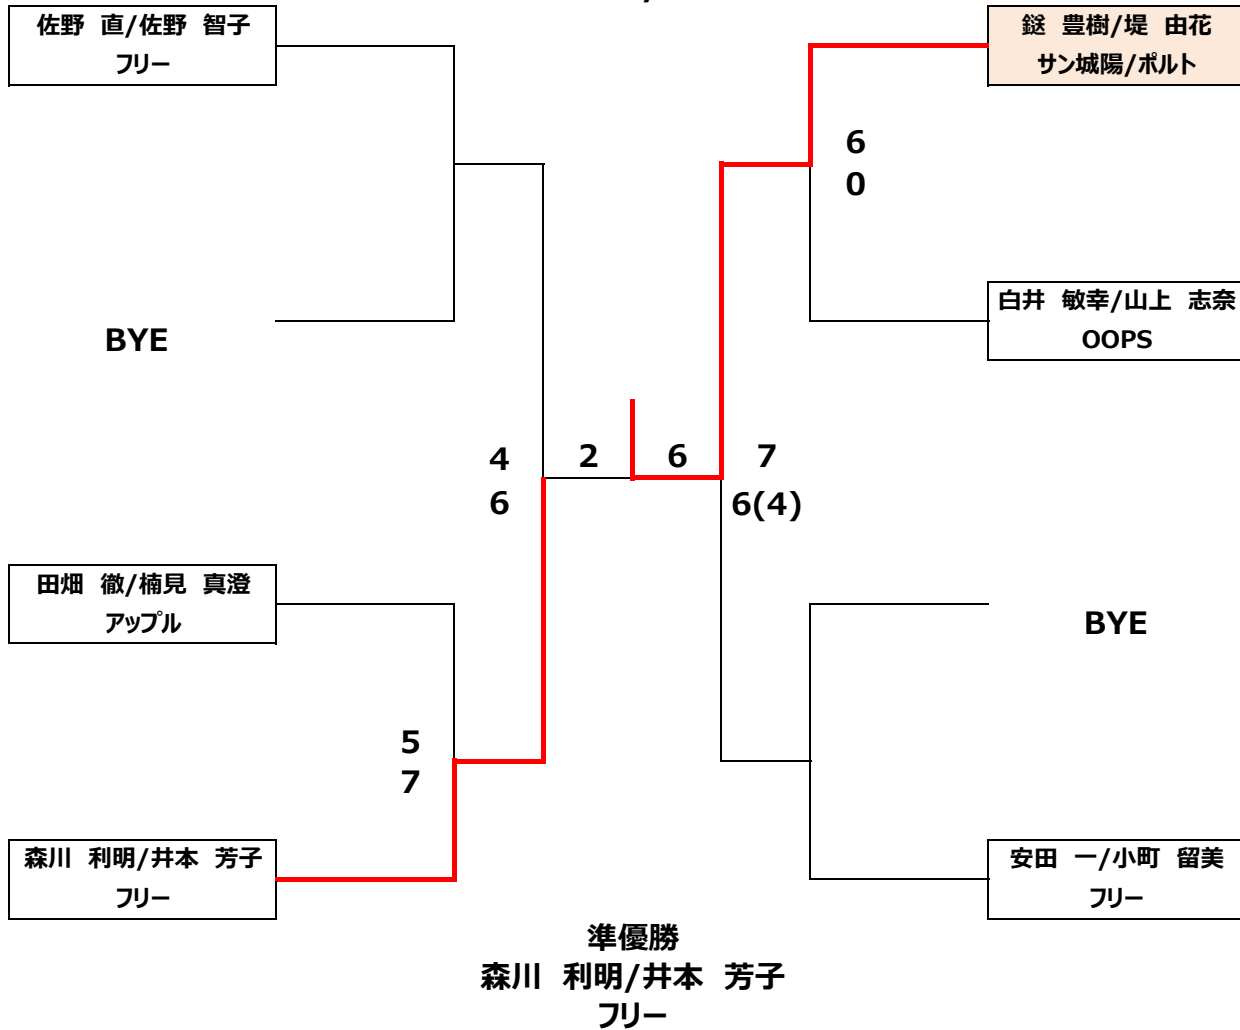 佐野 直/佐野 智子
フリー
BYE
田畑 徹/楠見 真澄
アップル
森川 利明/井本 芳子
フリー
5
7
4
6
2
6
7
6(4)
6
0
鎹 豊樹/堤 由花
サン城陽/ポルト
白井 敏幸/山上 志奈
OOPS
BYE
安田 一/小町 留美
フリー
準優勝
森川 利明/井本 芳子
フリー